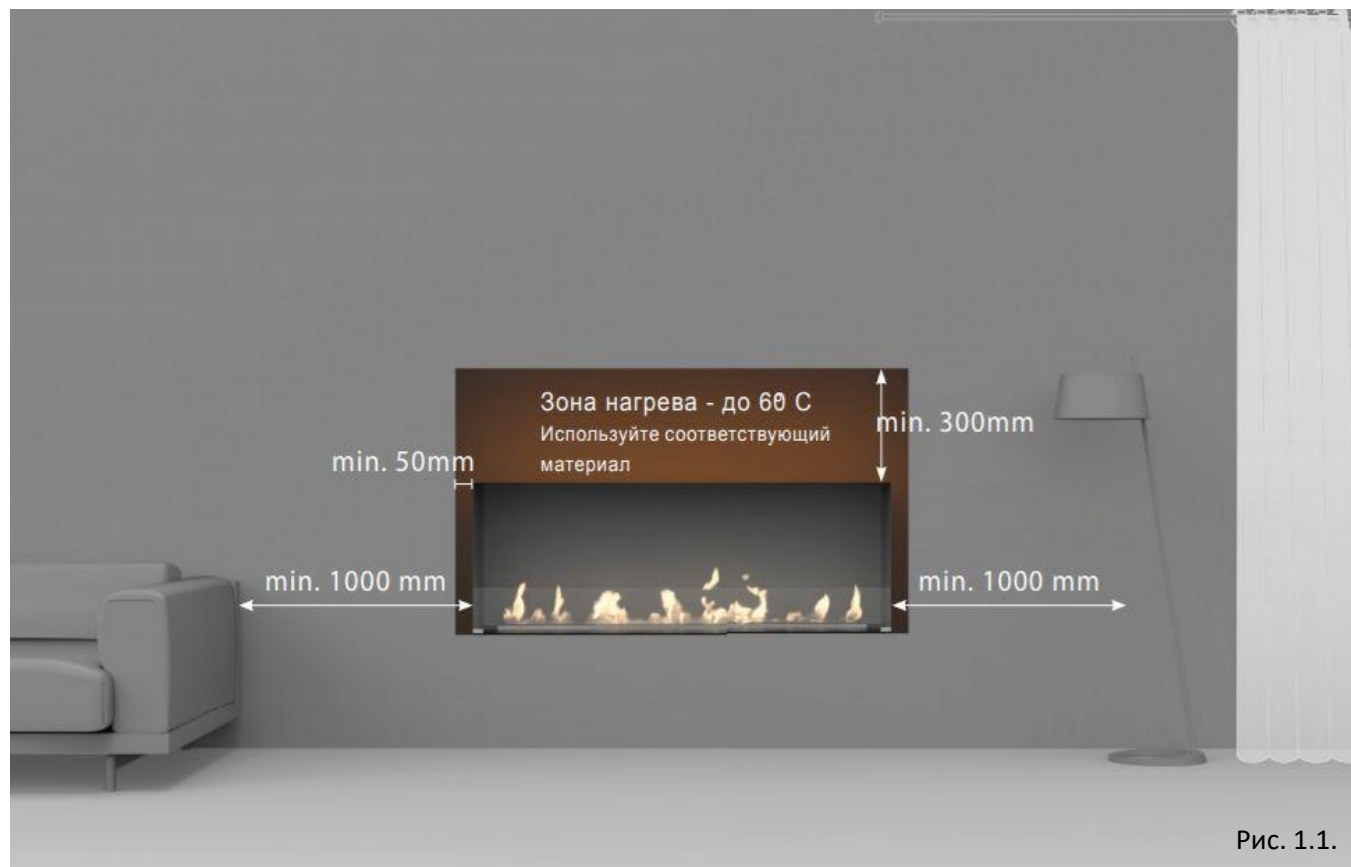 Зона нагрева - до 60 C
Используйте соответствующий
материал
min. 300mm
min. 50mm
min. 1000 mm
min. 1000 mm
Рис. 1.1.